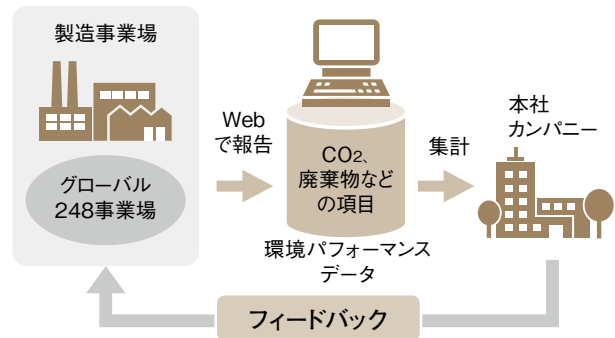 製造事業場
グローバル
248事業場
Web
で報告
CO2、
廃棄物など
の項目
環境パフォーマンス
データ
集計
本社
カンパニー
フィードバック